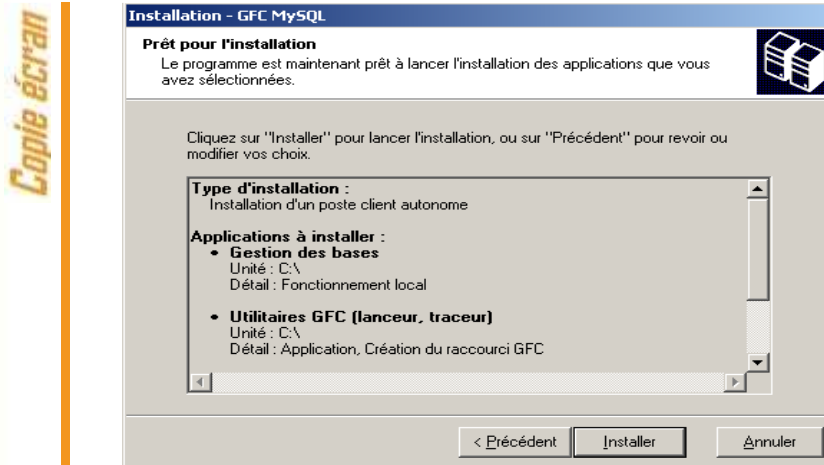 Copie écran
Installation - GFC MySQL
Prêt pour l'installation
Le programme est maintenant prêt à lancer l'installation des applications que vous
avez sélectionnées.
Cliquez sur "Installer" pour lancer l'installation, ou sur "Précédent" pour revoir ou
modifier vos choix.
Type d'installation :
Installation d'un poste client autonome
Applications à installer :
• Gestion des bases
Unité : C:\
Détail : Fonctionnement local
• Utilitaires GFC (lanceur, traceur)
Unité : C:\
Détail : Application, Création du raccourci GFC
< Précédent
Installer
Annuler